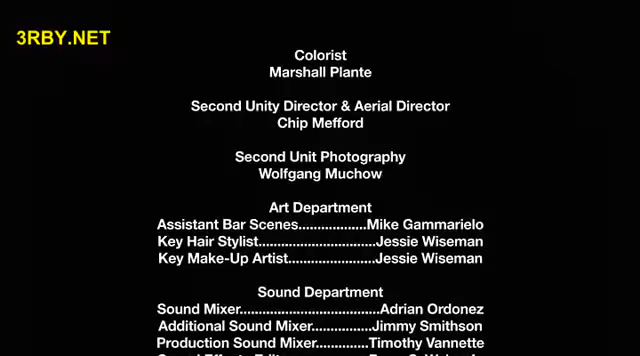 3RBY.NET
Colorist
Marshall Plante
Second Unity Director & Aerial Director
Chip Mefford
Second Unit Photography
Wolfgang Muchow
Art Department
Assistant Bar Scenes..................Mike Gammarielo
Key Hair Stylist...............................Jessie Wiseman
Key Make-Up Artist.......................Jessie Wiseman
Sound Department
Sound Mixer.....................................Adrian Ordonez
Additional Sound Mixer................Jimmy Smithson
Production Sound Mixer..............Timothy Vannette